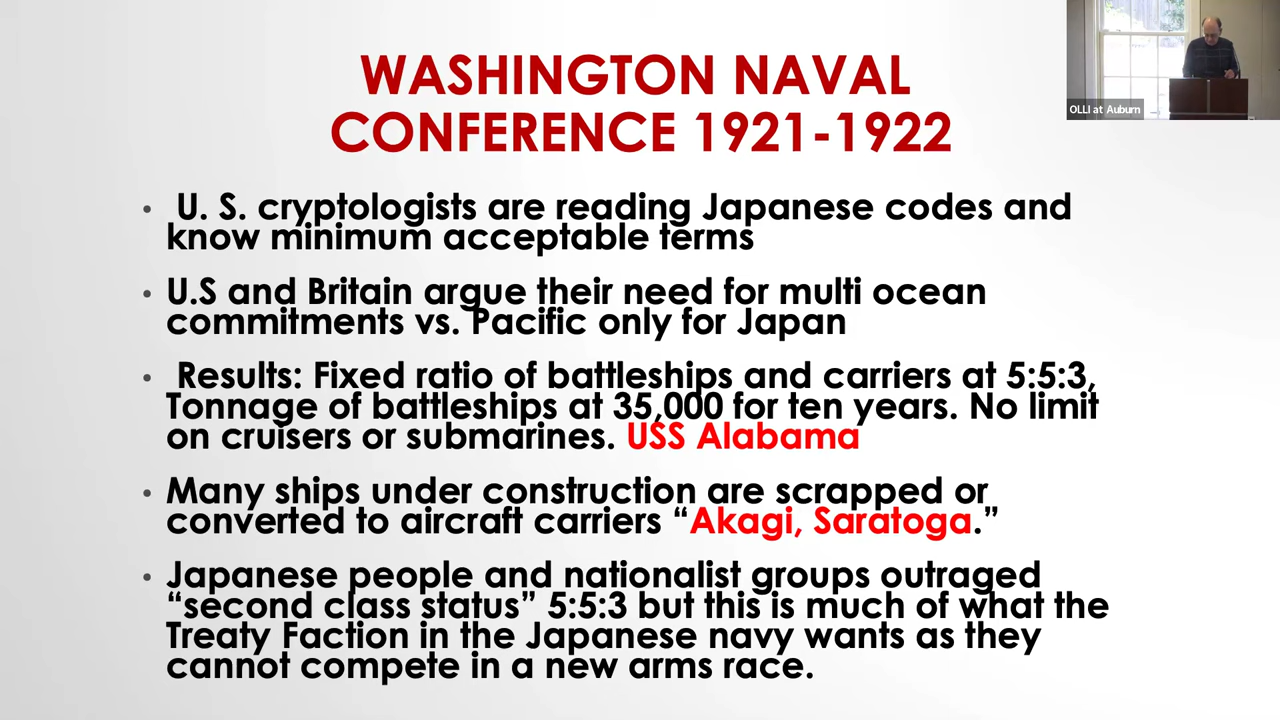 WASHINGTON NAVAL
CONFERENCE 1921-1922
OLLI at Auburn
• U. S. cryptologists are reading Japanese codes and
know minimum acceptable terms
• U.S and Britain argue their need for multi ocean
commitments vs. Pacific only for Japan
• Results: Fixed ratio of battleships and carriers at 5:5:3,
Tonnage of battleships at 35,000 for ten years. No limit
on cruisers or submarines. USS Alabama
• Many ships under construction are scrapped or
converted to aircraft carriers “Akagi, Saratoga.”
• Japanese people and nationalist groups outraged
“second class status” 5:5:3 but this is much of what the
Treaty Faction in the Japanese navy wants as they
cannot compete in a new arms race.